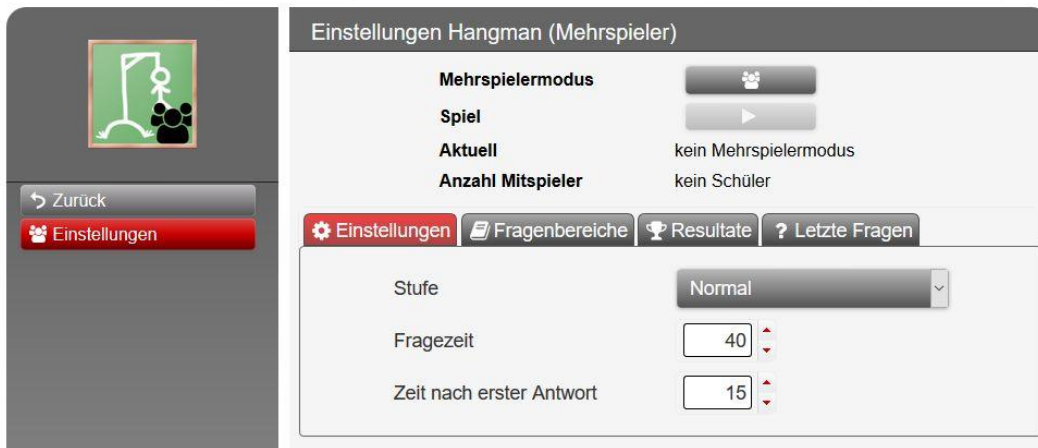 Einstellungen Hangman (Mehrspieler)
Mehrspielermodus
Spiel
Aktuell kein Mehrspielermodus
Anzahl Mitspieler kein Schüler
Zurück
Einstellungen
Einstellungen Fragenbereiche Resultate ? Letzte Fragen
Stufe Normal
Fragezeit 40
Zeit nach erster Antwort 15